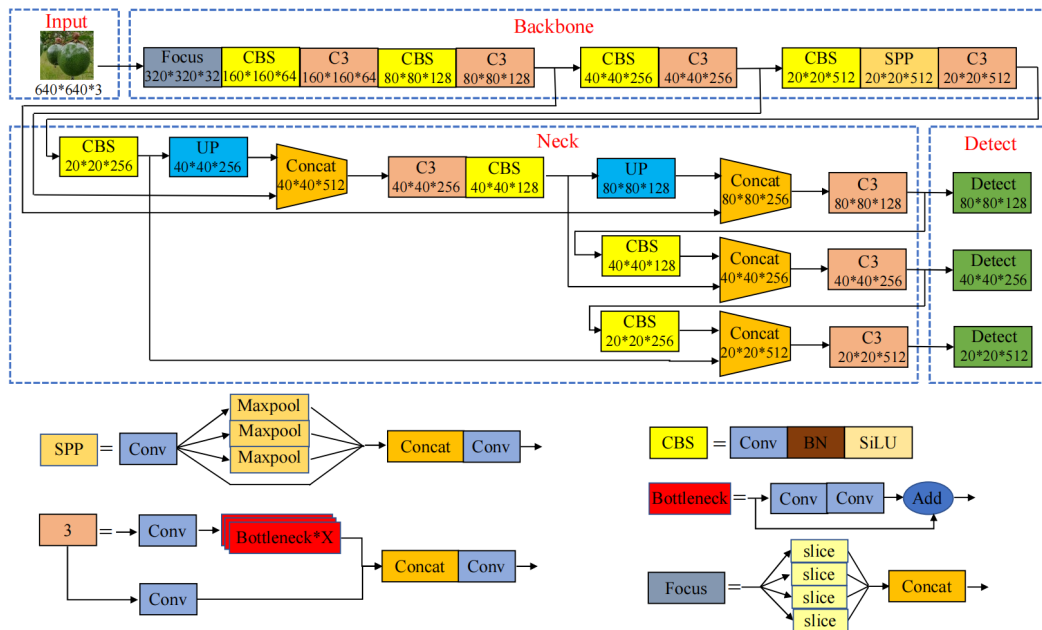 Input
640*640*3
Backbone
Focus
320*320*32
CBS
160*160*64
C3
160*160*64
CBS
80*80*128
C3
80*80*128
CBS
40*40*256
C3
40*40*256
CBS
20*20*512
SPP
20*20*512
C3
20*20*512
Neck
CBS
20*20*256
UP
40*40*256
Concat
40*40*512
C3
40*40*256
CBS
40*40*128
UP
80*80*128
Concat
80*80*256
C3
80*80*128
CBS
40*40*128
Concat
40*40*256
C3
40*40*256
CBS
20*20*256
Concat
20*20*512
C3
20*20*512
Detect
Detect
80*80*128
Detect
40*40*256
Detect
20*20*512
SPP
=
Conv
Maxpool
Maxpool
Maxpool
Concat
Conv
CBS
=
Conv
BN
SiLU
Bottleneck
=
Conv
Conv
Add
3
=
Conv
Bottleneck*X
Conv
Concat
Conv
Focus
=
slice
slice
slice
slice
Concat